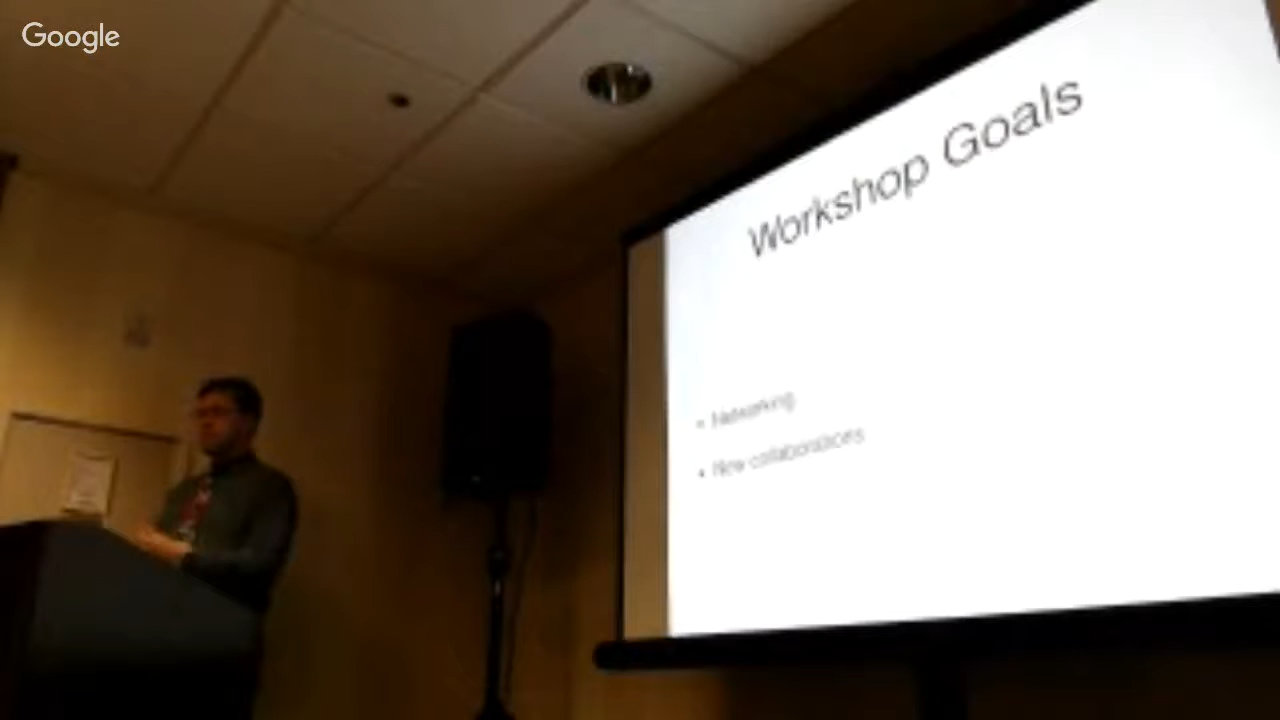 Google
Workshop Goals
• Networking
• New collaborations